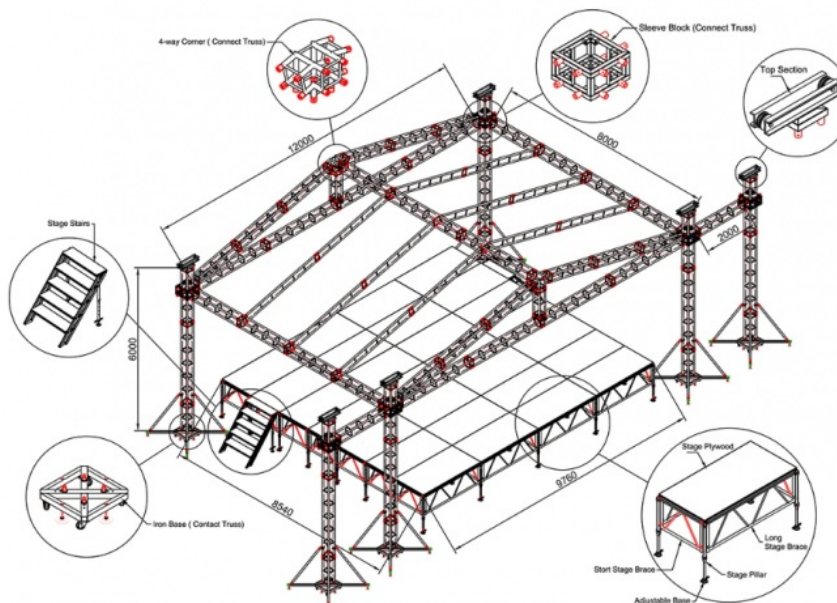 4-way Corner ( Connect Truss)
Sleeve Block (Connect Truss)
Top Section
12000
8000
2000
Stage Stairs
6000
8540
9760
Iron Base ( Contact Truss)
Stage Plywood
Long
Stage Brace
Start Stage Brace
Stage Pillar
Adjustable Base